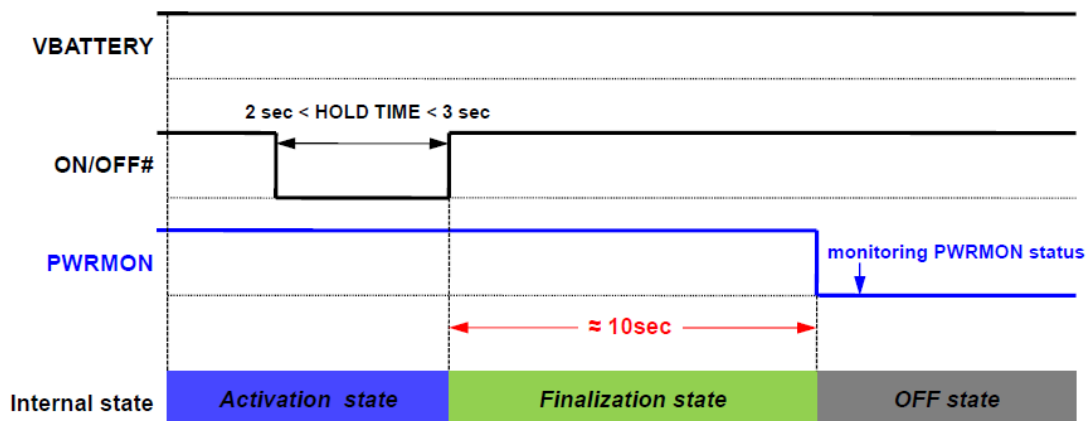 VBATTERY
2 sec < HOLD TIME < 3 sec
ON/OFF#
PWRMON
monitoring PWRMON status
≈ 10sec
Internal state
Activation state
Finalization state
OFF state